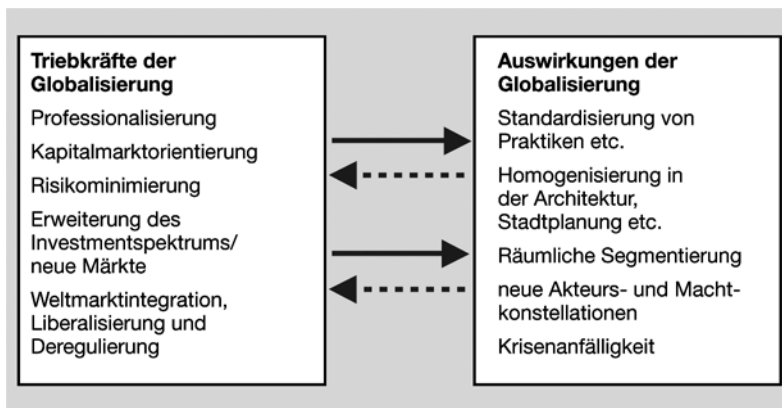 Triebkräfte der
Globalisierung
Professionalisierung
Kapitalmarktorientierung
Risikominimierung
Erweiterung des
Investmentspektrums/
neue Märkte
Weltmarktintegration,
Liberalisierung und
Deregulierung
Auswirkungen der
Globalisierung
Standardisierung von
Praktiken etc.
Homogenisierung in
der Architektur,
Stadtplanung etc.
Räumliche Segmentierung
neue Akteurs- und Macht-
konstellationen
Krisenanfälligkeit